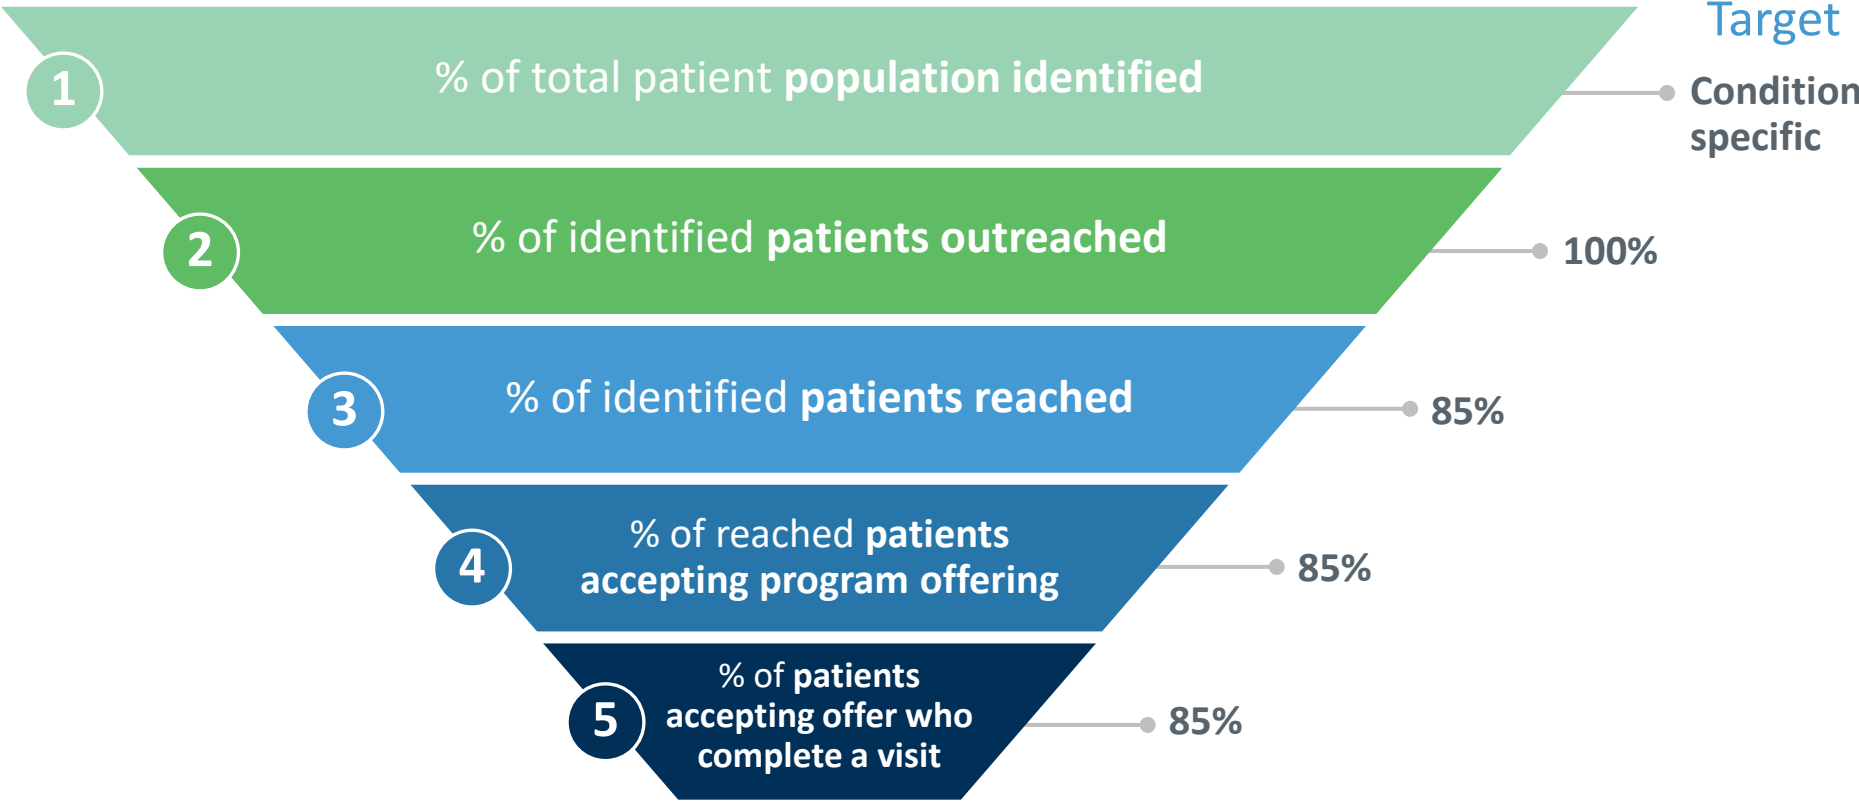 Target
1
% of total patient population identified
Condition
specific
2
% of identified patients outreached
100%
3
% of identified patients reached
85%
4
% of reached patients
accepting program offering
85%
5
% of patients
accepting offer who
complete a visit
85%